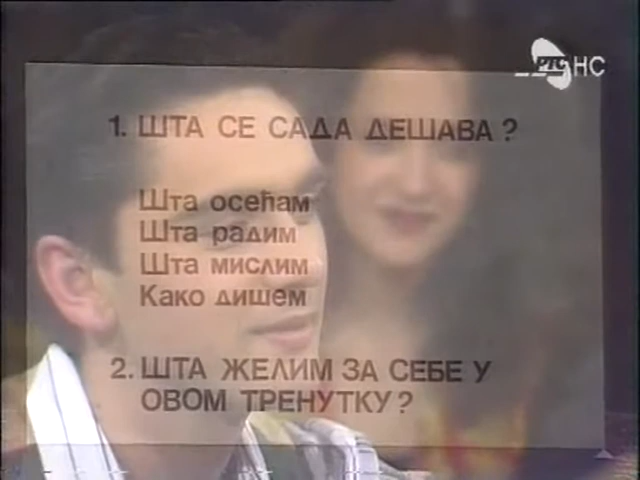 РТС НС
1. ШТА СЕ САДА ДЕШАВА?
Шта осећам
Шта радим
Шта мислим
Како дишем
2. ШТА ЖЕЛИМ ЗА СЕБЕ У
ОВОМ ТРЕНУТКУ?